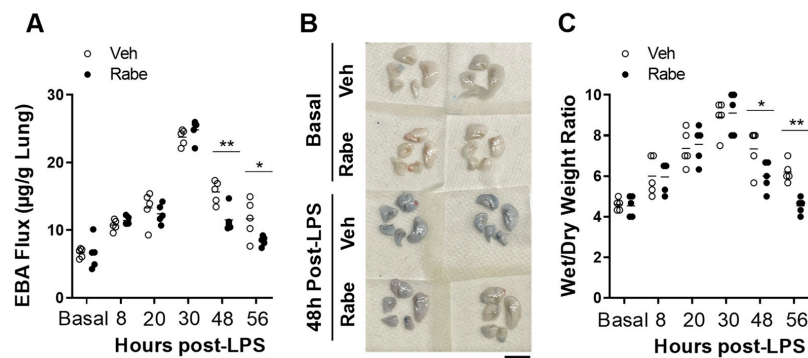 A
Veh
Rabe
EBA Flux (µg/g Lung)
30
20
10
0
** *
Basal 8 20 30 48 56
Hours post-LPS
B
Basal
Veh
Rabe
48h Post-LPS
Veh
Rabe
C
Veh
Rabe
Wet/Dry Weight Ratio
10
8
6
4
2
0
* **
Basal 8 20 30 48 56
Hours post-LPS